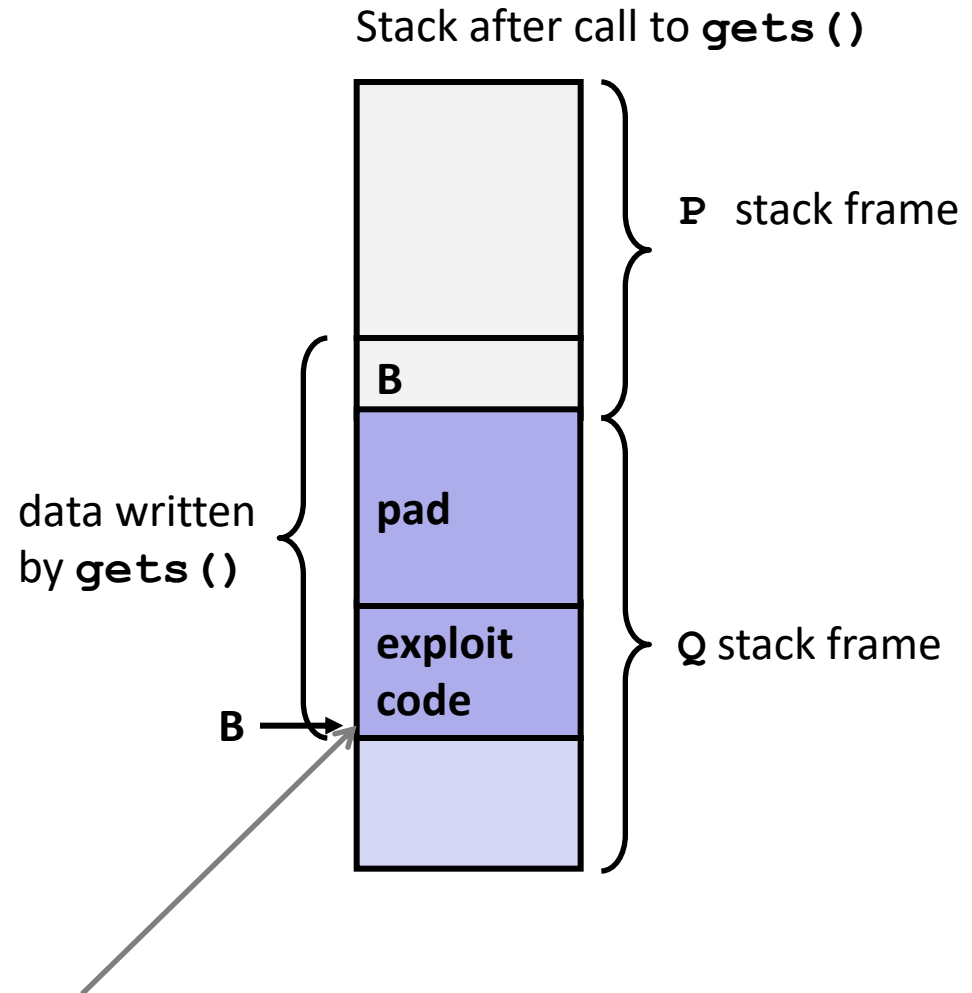 Stack after call to gets()
P stack frame
B
pad
data written
by gets()
exploit
code
Q stack frame
B